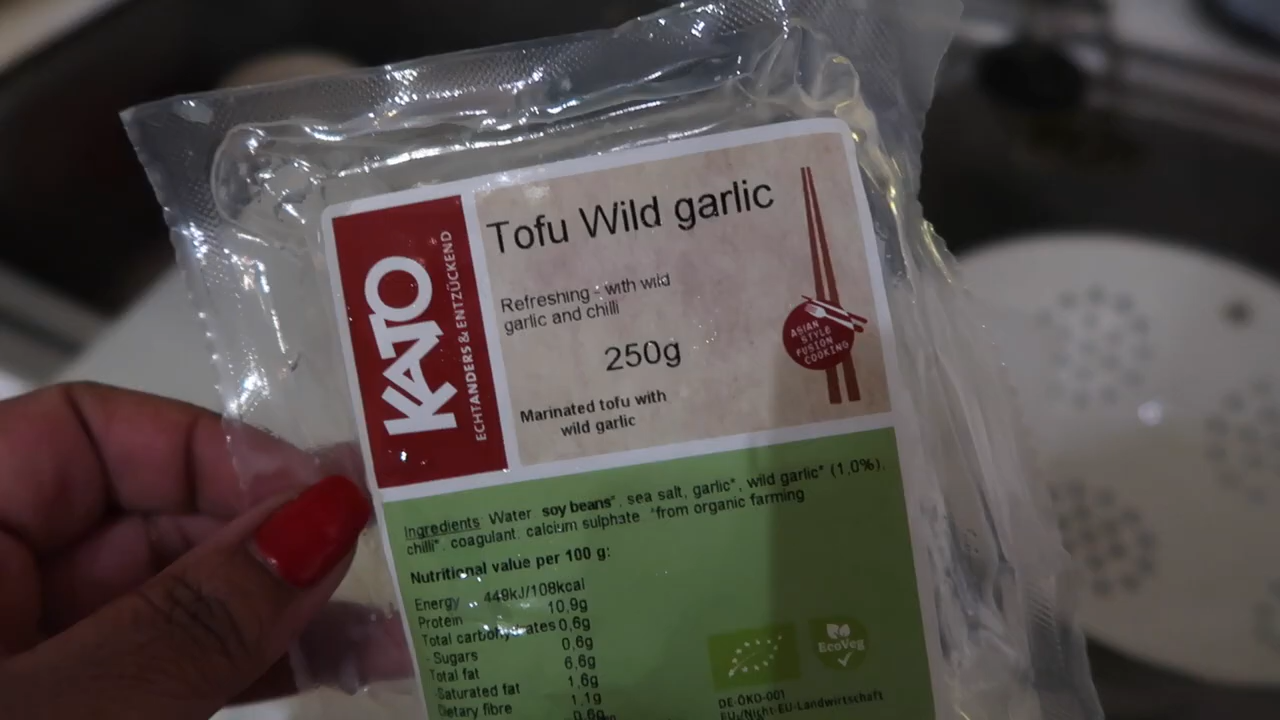 KATO
ECHTANDERS & ENTZÜCKEND
Tofu Wild garlic
Refreshing - with wild
garlic and chilli
250g
Marinated tofu with
wild garlic
ASIAN
STYLE
FUSION
COOKING
Ingredients: Water, soy beans*, sea salt, garlic*, wild garlic* (1,0%),
chilli*, coagulant: calcium sulphate *from organic farming
Nutritional value per 100 g:
Energy 449kJ/108kcal
Protein 10,9g
Total carbohydrates 0,6g
- Sugars 0,6g
Total fat 6,6g
-Saturated fat 1,6g
Dietary fibre 1,1g
0,6g
EcoVeg
DE-ÖKO-001
EU-/Nicht-EU-Landwirtschaft